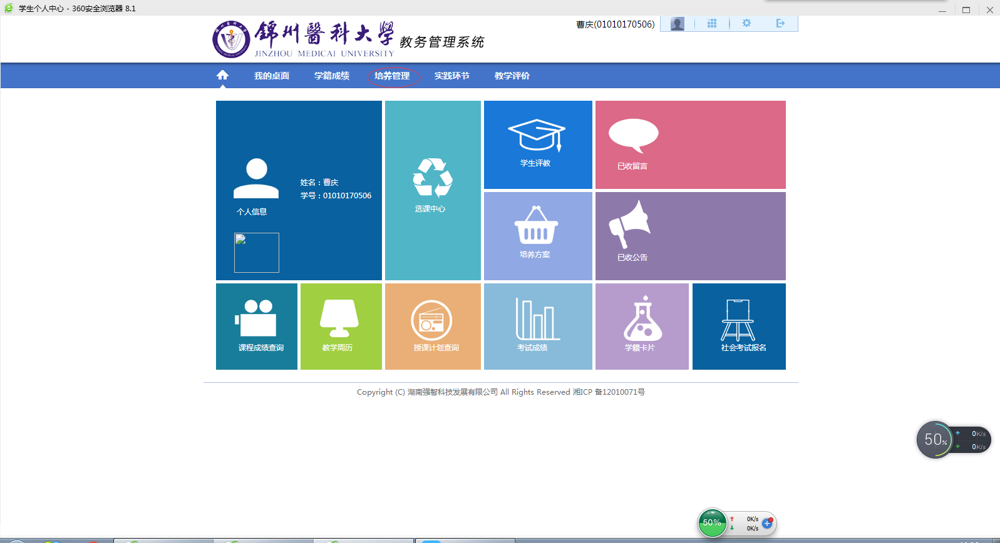 学生个人中心 - 360安全浏览器 8.1
錦州醫科大學
JINZHOU MEDICAL UNIVERSITY
教务管理系统
曹庆(01010170506)
我的桌面 学籍成绩 培养管理 实践环节 教学评价
姓名：曹庆
学号：01010170506
个人信息
选课中心
学生评教
已收留言
培养方案
已收公告
课程成绩查询
教学周历
授课计划查询
考试成绩
学籍卡片
社会考试报名
Copyright (C) 湖南强智科技发展有限公司 All Rights Reserved 湘ICP 备12010071号
50%
0K/s
0K/s
50%
0K/s
0K/s